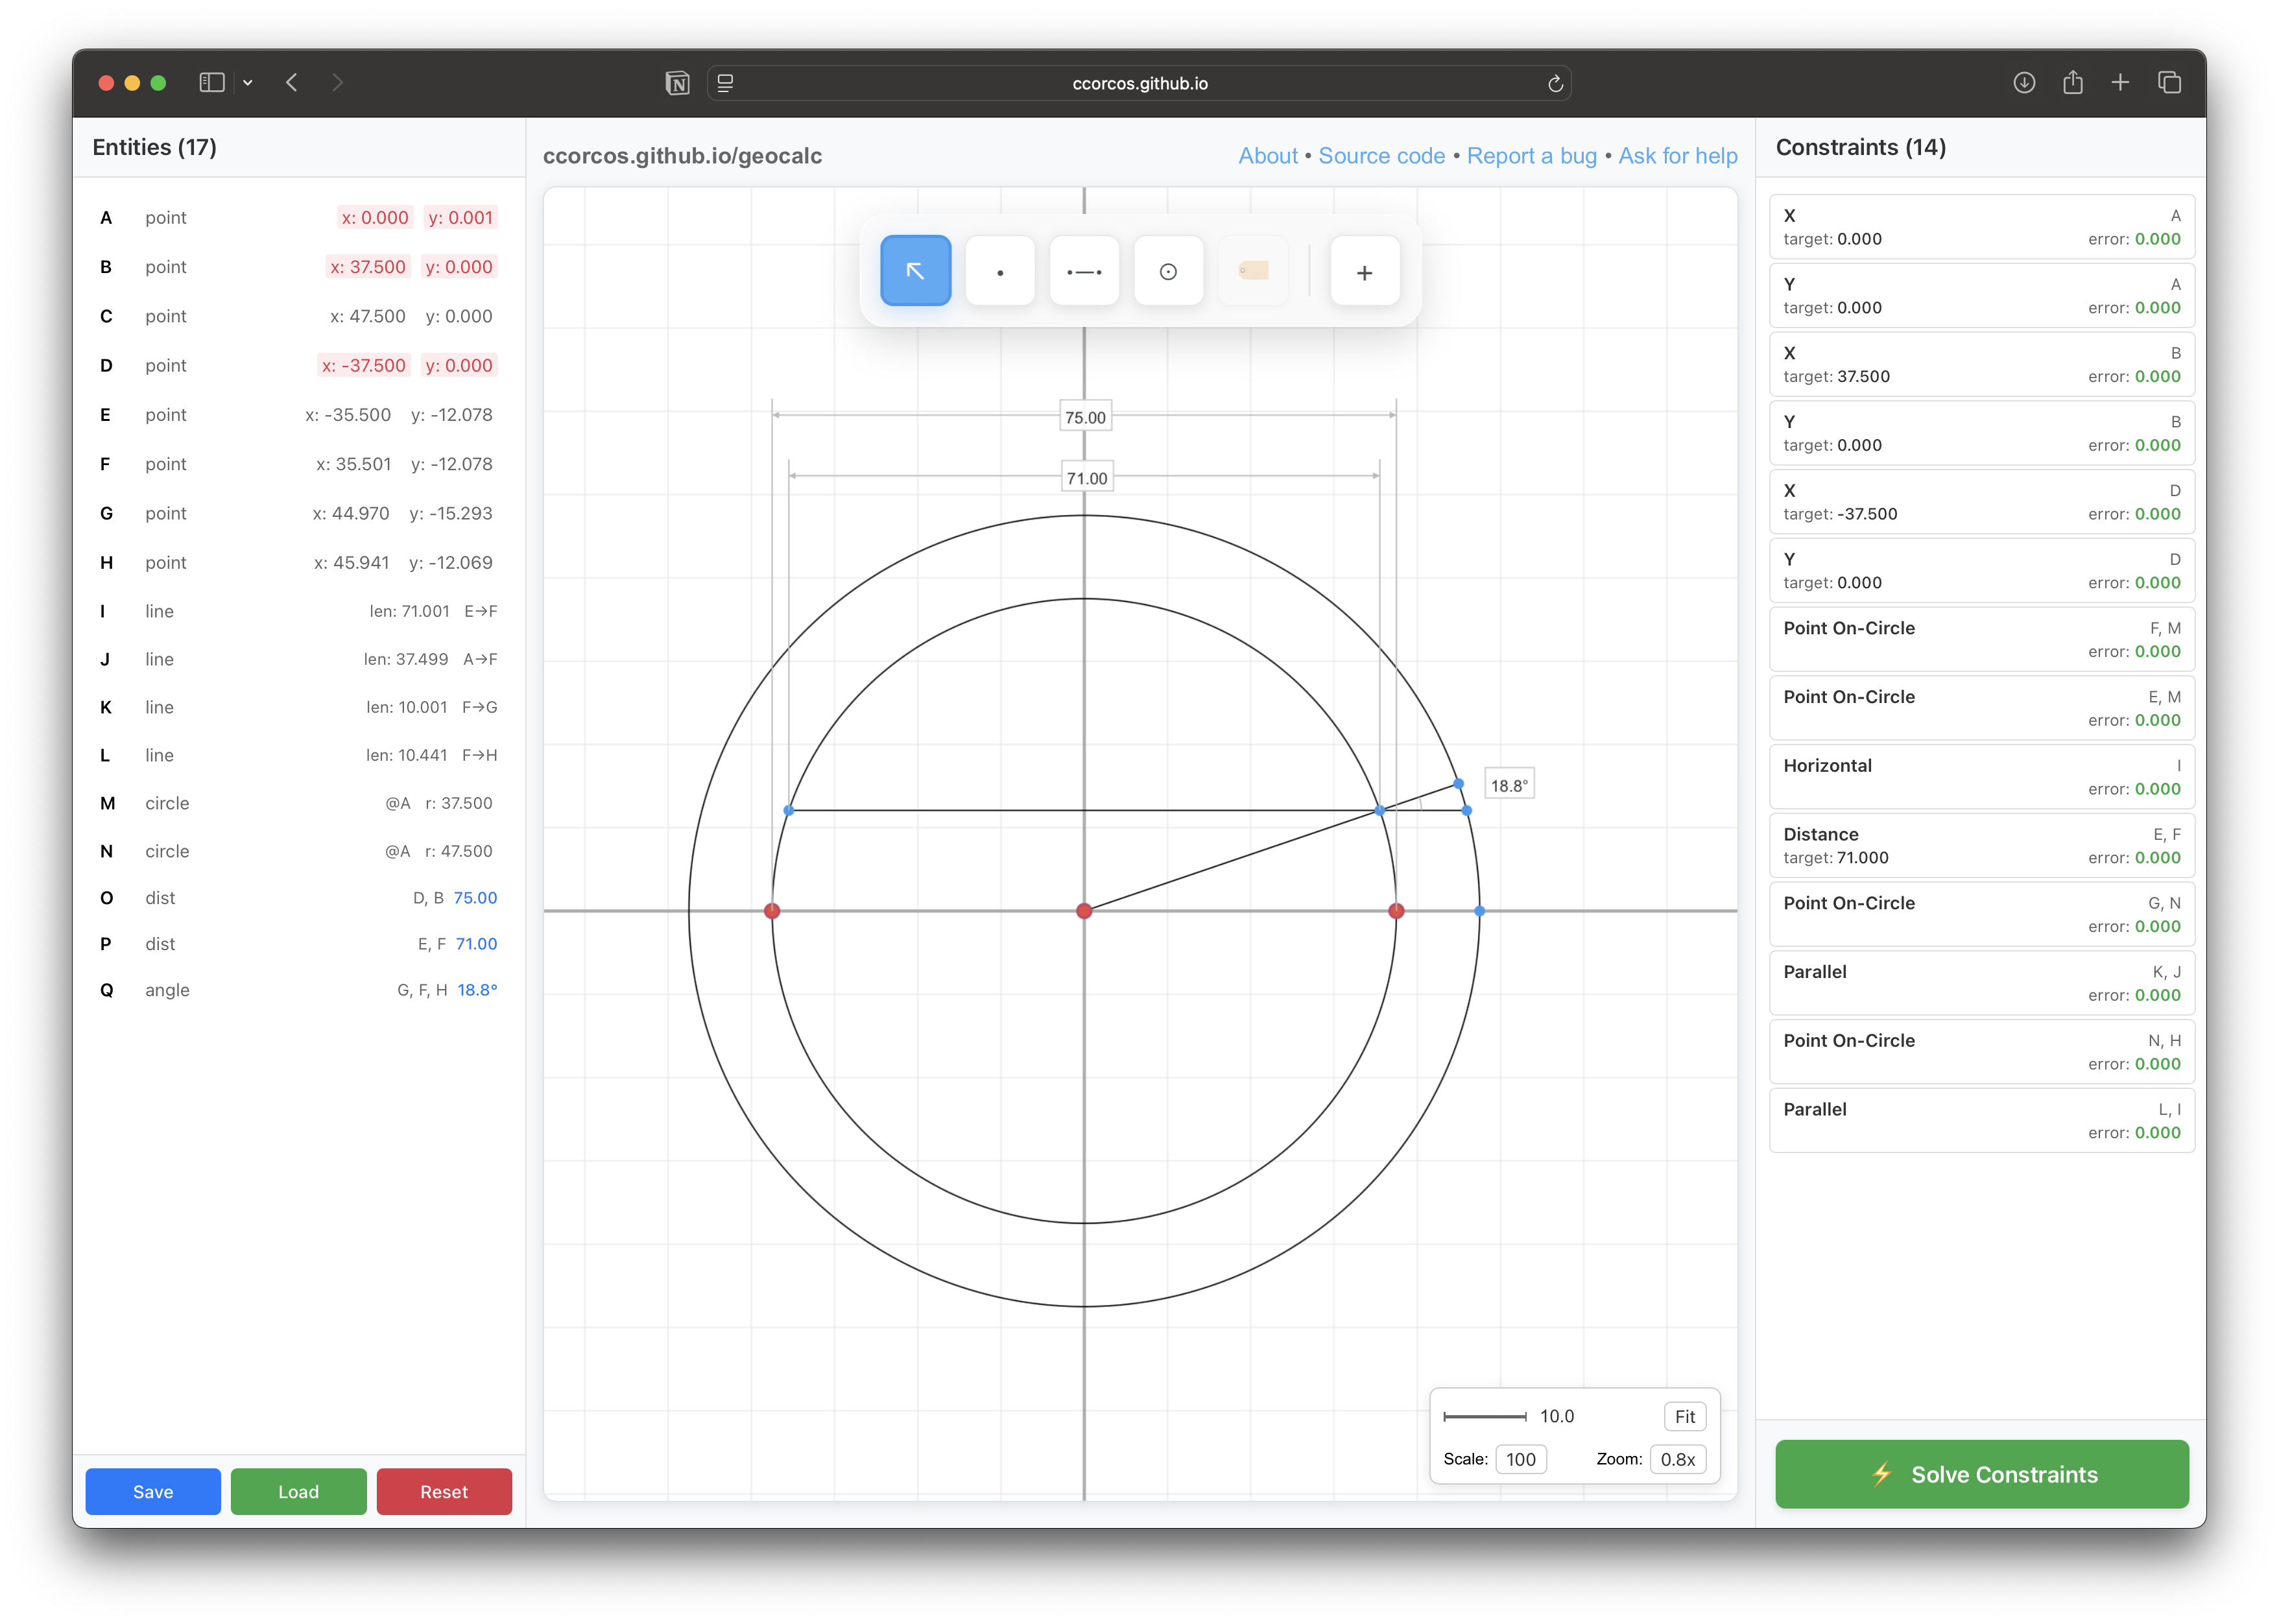 ccorcos.github.io
Entities (17)
A point x: 0.000 y: 0.001
B point x: 37.500 y: 0.000
C point x: 47.500 y: 0.000
D point x: -37.500 y: 0.000
E point x: -35.500 y: -12.078
F point x: 35.501 y: -12.078
G point x: 44.970 y: -15.293
H point x: 45.941 y: -12.069
I line len: 71.001 E→F
J line len: 37.499 A→F
K line len: 10.001 F→G
L line len: 10.441 F→H
M circle @A r: 37.500
N circle @A r: 47.500
O dist D, B 75.00
P dist E, F 71.00
Q angle G, F, H 18.8°
Save Load Reset
ccorcos.github.io/geocalc
About • Source code • Report a bug • Ask for help
75.00
71.00
18.8°
10.0 Fit
Scale: 100 Zoom: 0.8x
Constraints (14)
X A
target: 0.000 error: 0.000
Y A
target: 0.000 error: 0.000
X B
target: 37.500 error: 0.000
Y B
target: 0.000 error: 0.000
X D
target: -37.500 error: 0.000
Y D
target: 0.000 error: 0.000
Point On-Circle F, M
error: 0.000
Point On-Circle E, M
error: 0.000
Horizontal I
error: 0.000
Distance E, F
target: 71.000 error: 0.000
Point On-Circle G, N
error: 0.000
Parallel K, J
error: 0.000
Point On-Circle N, H
error: 0.000
Parallel L, I
error: 0.000
⚡ Solve Constraints